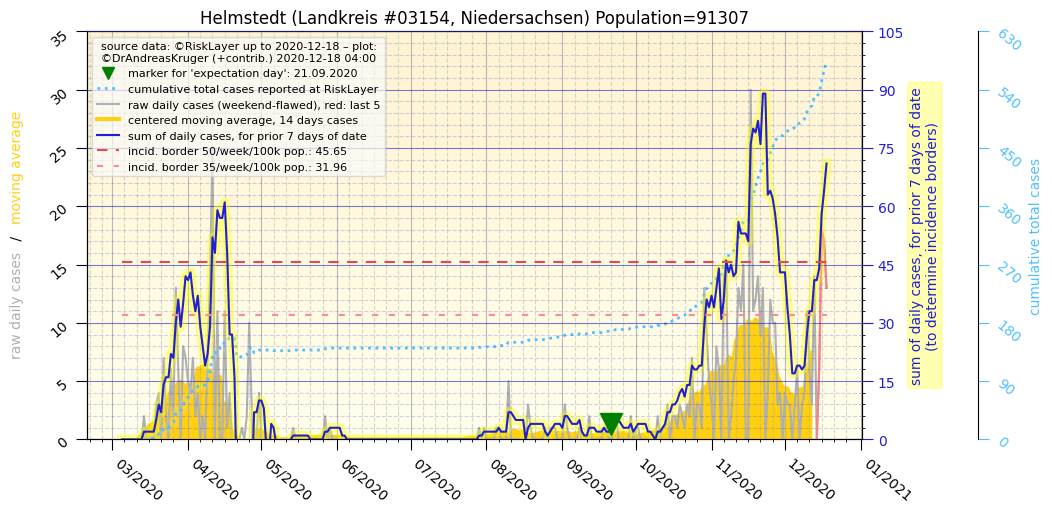 Helmstedt (Landkreis #03154, Niedersachsen) Population=91307
source data: ©RiskLayer up to 2020-12-18 – plot:
©DrAndreasKruger (+contrib.) 2020-12-18 04:00
marker for 'expectation day': 21.09.2020
cumulative total cases reported at RiskLayer
raw daily cases (weekend-flawed), red: last 5
centered moving average, 14 days cases
sum of daily cases, for prior 7 days of date
incid. border 50/week/100k pop.: 45.65
incid. border 35/week/100k pop.: 31.96
raw daily cases / moving average
35
30
25
20
15
10
5
0
03/2020
04/2020
05/2020
06/2020
07/2020
08/2020
09/2020
10/2020
11/2020
12/2020
01/2021
105
90
75
60
45
30
15
0
sum of daily cases, for prior 7 days of date
(to determine incidence borders)
630
540
450
360
270
180
90
0
cumulative total cases